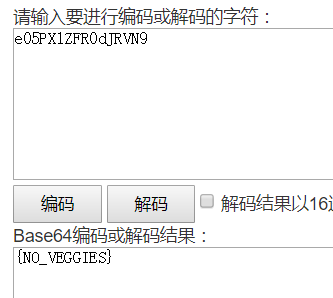 请输入要进行编码或解码的字符：
e05PX1ZFR0dJRVN9
编码 解码 解码结果以16进
Base64编码或解码结果：
{NO_VEGGIES}